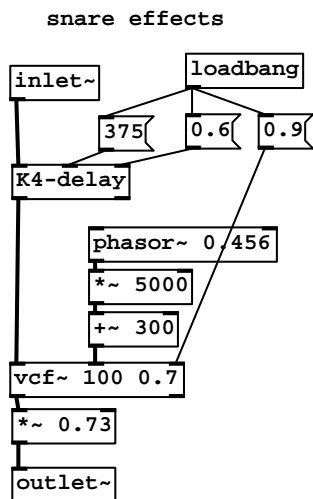 snare effects
loadbang
inlet~
375
0.6
0.9
K4-delay
phasor~ 0.456
*~ 5000
+~ 300
vcf~ 100 0.7
*~ 0.73
outlet~